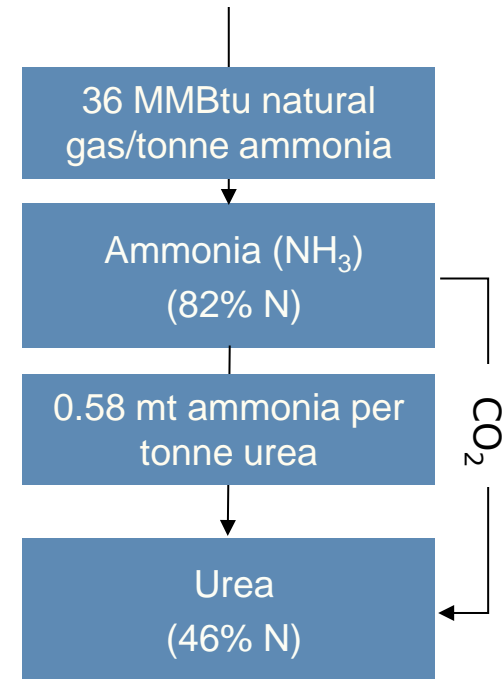 36 MMBtu natural
gas/tonne ammonia
Ammonia (NH₃)
(82% N)
0.58 mt ammonia per
tonne urea
CO₂
Urea
(46% N)